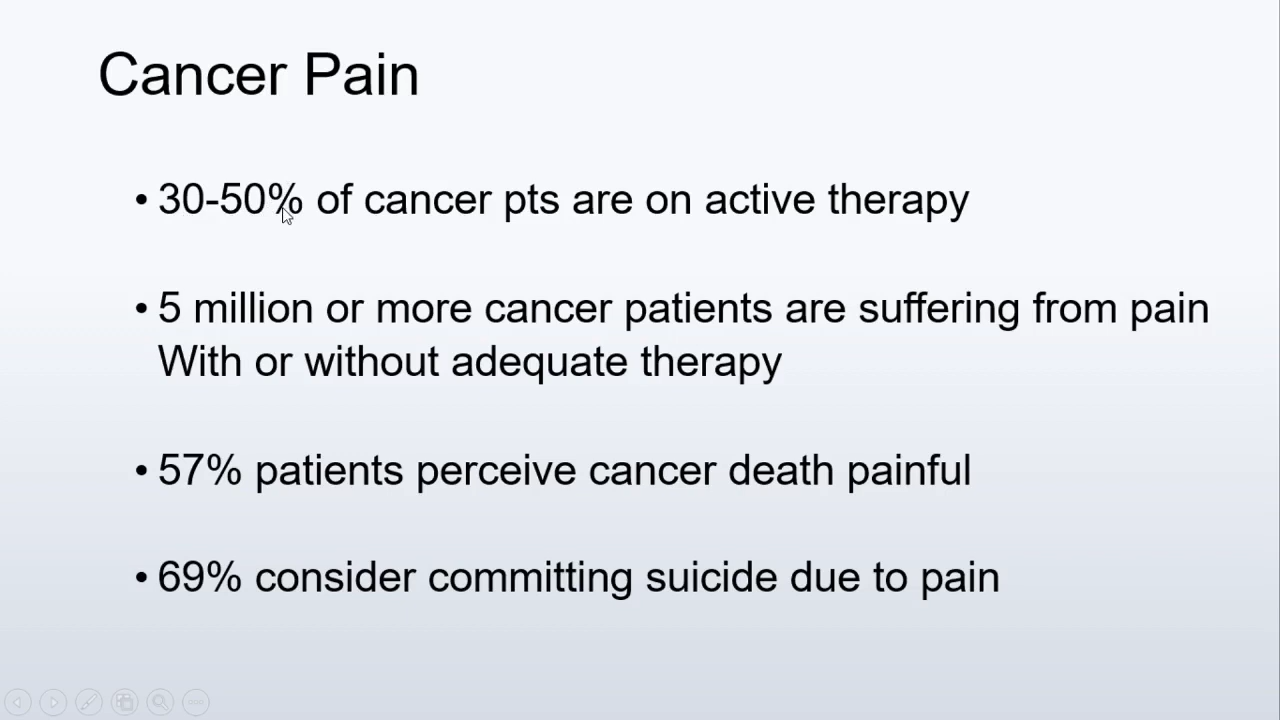 Cancer Pain
• 30-50% of cancer pts are on active therapy
• 5 million or more cancer patients are suffering from pain
With or without adequate therapy
• 57% patients perceive cancer death painful
• 69% consider committing suicide due to pain